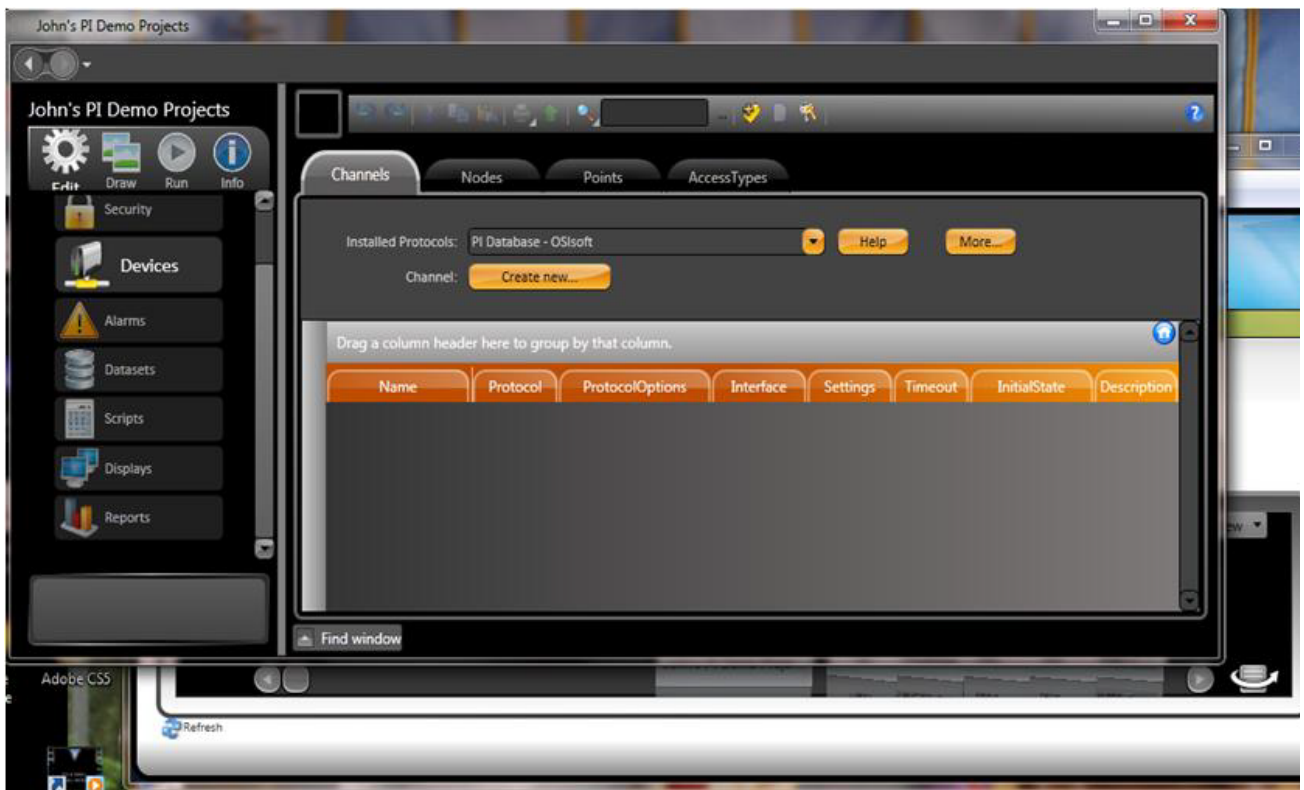 John's PI Demo Projects
John's PI Demo Projects
Edit Draw Run Info
Security
Devices
Alarms
Datasets
Scripts
Displays
Reports
Channels Nodes Points AccessTypes
Installed Protocols: PI Database - OSIsoft Help More...
Channel: Create new...
Drag a column header here to group by that column.
Name Protocol ProtocolOptions Interface Settings Timeout InitialState Description
Find window
Adobe CS5
Refresh